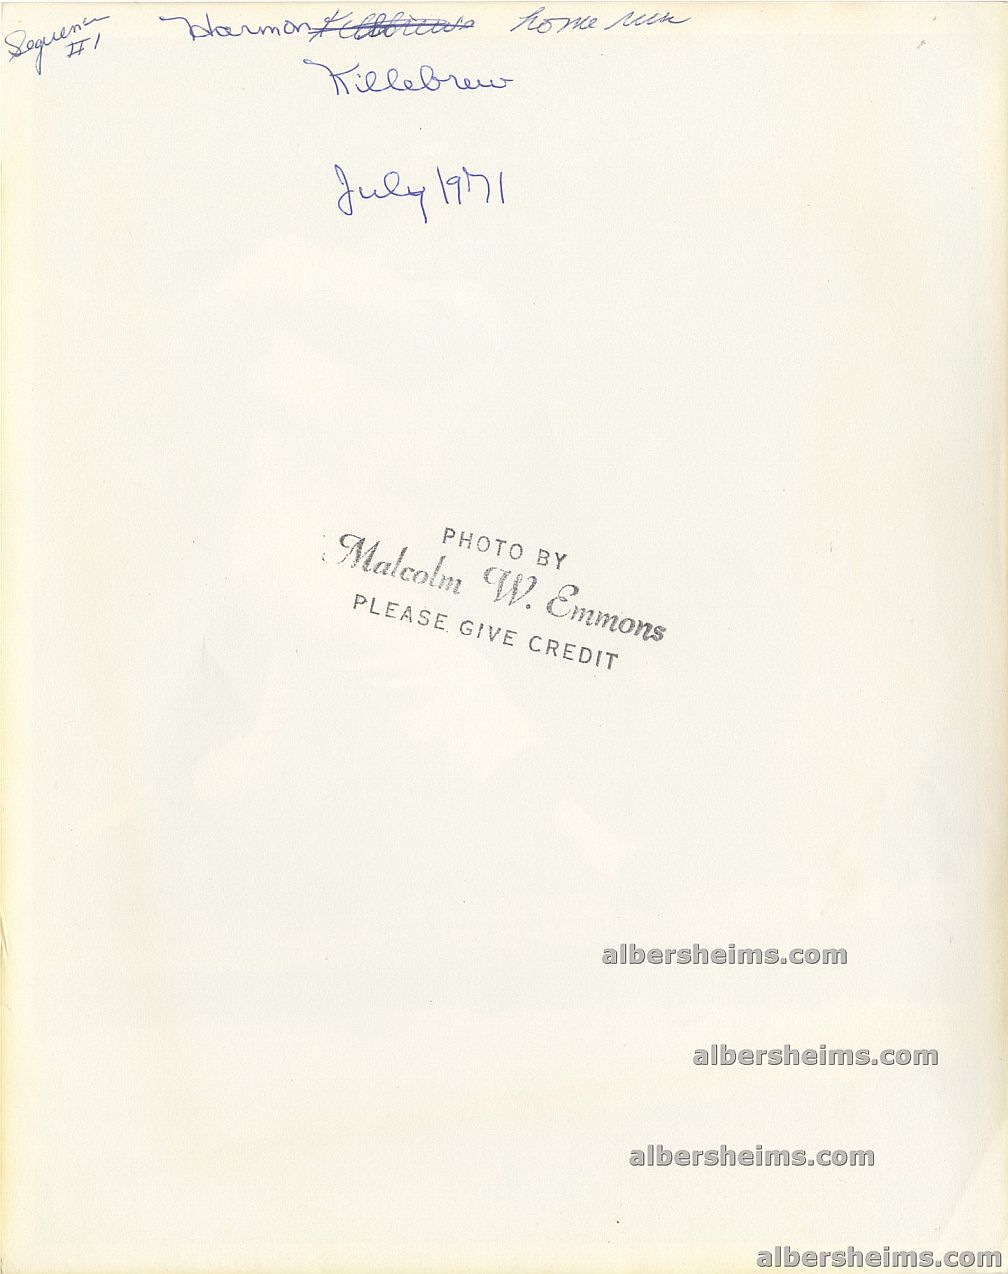 Sequence
#1
Harmon home run
Killebrew
July 1971
PHOTO BY
Malcolm W. Emmons
PLEASE GIVE CREDIT
albersheims.com
albersheims.com
albersheims.com
albersheims.com